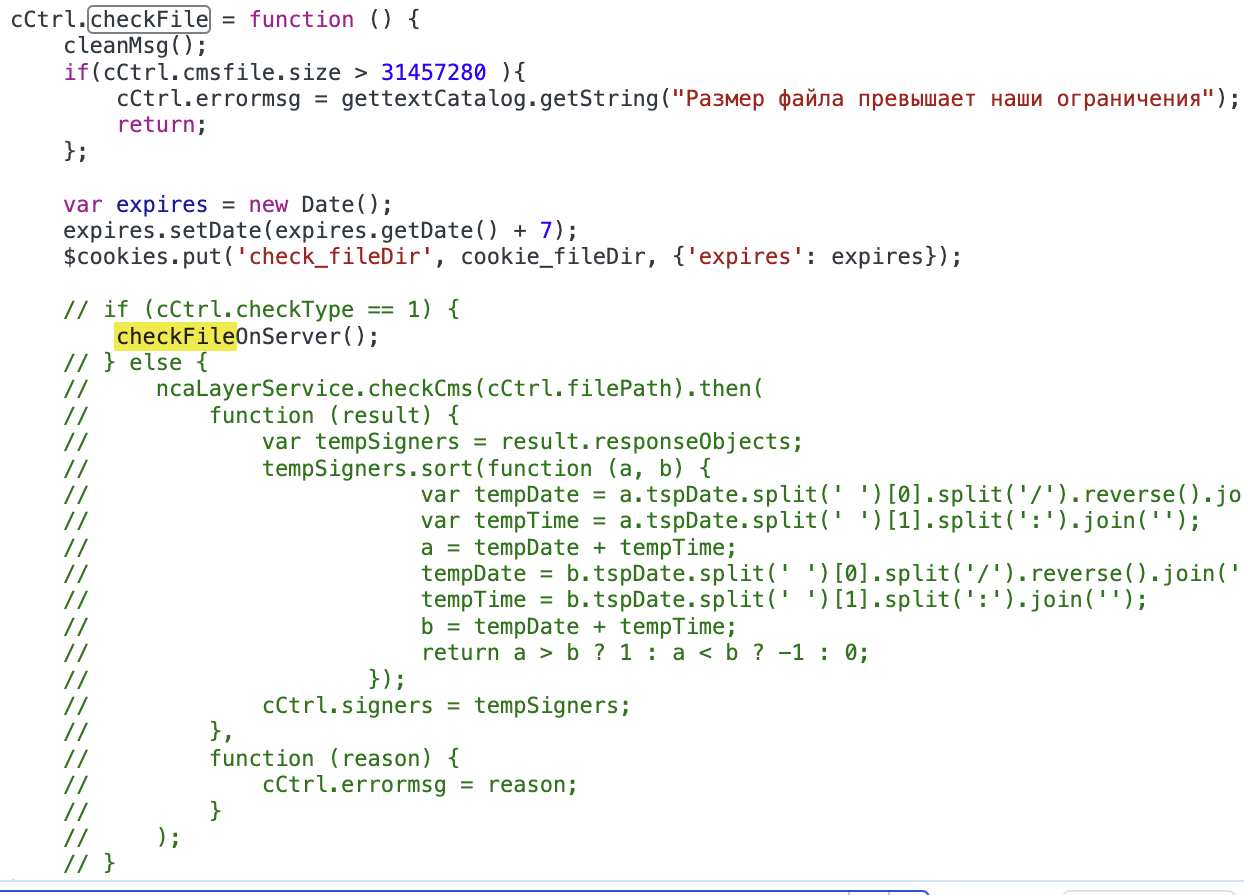 cCtrl.checkFile = function () {
    cleanMsg();
    if(cCtrl.cmsfile.size > 31457280 ){
        cCtrl.errormsg = gettextCatalog.getString("Размер файла превышает наши ограничения");
        return;
    };
    var expires = new Date();
    expires.setDate(expires.getDate() + 7);
    $cookies.put('check_fileDir', cookie_fileDir, {'expires': expires});
    // if (cCtrl.checkType == 1) {
        checkFileOnServer();
    // } else {
    //     ncaLayerService.checkCms(cCtrl.filePath).then(
    //         function (result) {
    //             var tempSigners = result.responseObjects;
    //             tempSigners.sort(function (a, b) {
    //                         var tempDate = a.tspDate.split(' ')[0].split('/').reverse().jo
    //                         var tempTime = a.tspDate.split(' ')[1].split(':').join('');
    //                         a = tempDate + tempTime;
    //                         tempDate = b.tspDate.split(' ')[0].split('/').reverse().join('
    //                         tempTime = b.tspDate.split(' ')[1].split(':').join('');
    //                         b = tempDate + tempTime;
    //                         return a > b ? 1 : a < b ? -1 : 0;
    //                     });
    //             cCtrl.signers = tempSigners;
    //         },
    //         function (reason) {
    //             cCtrl.errormsg = reason;
    //         }
    //     );
    // }